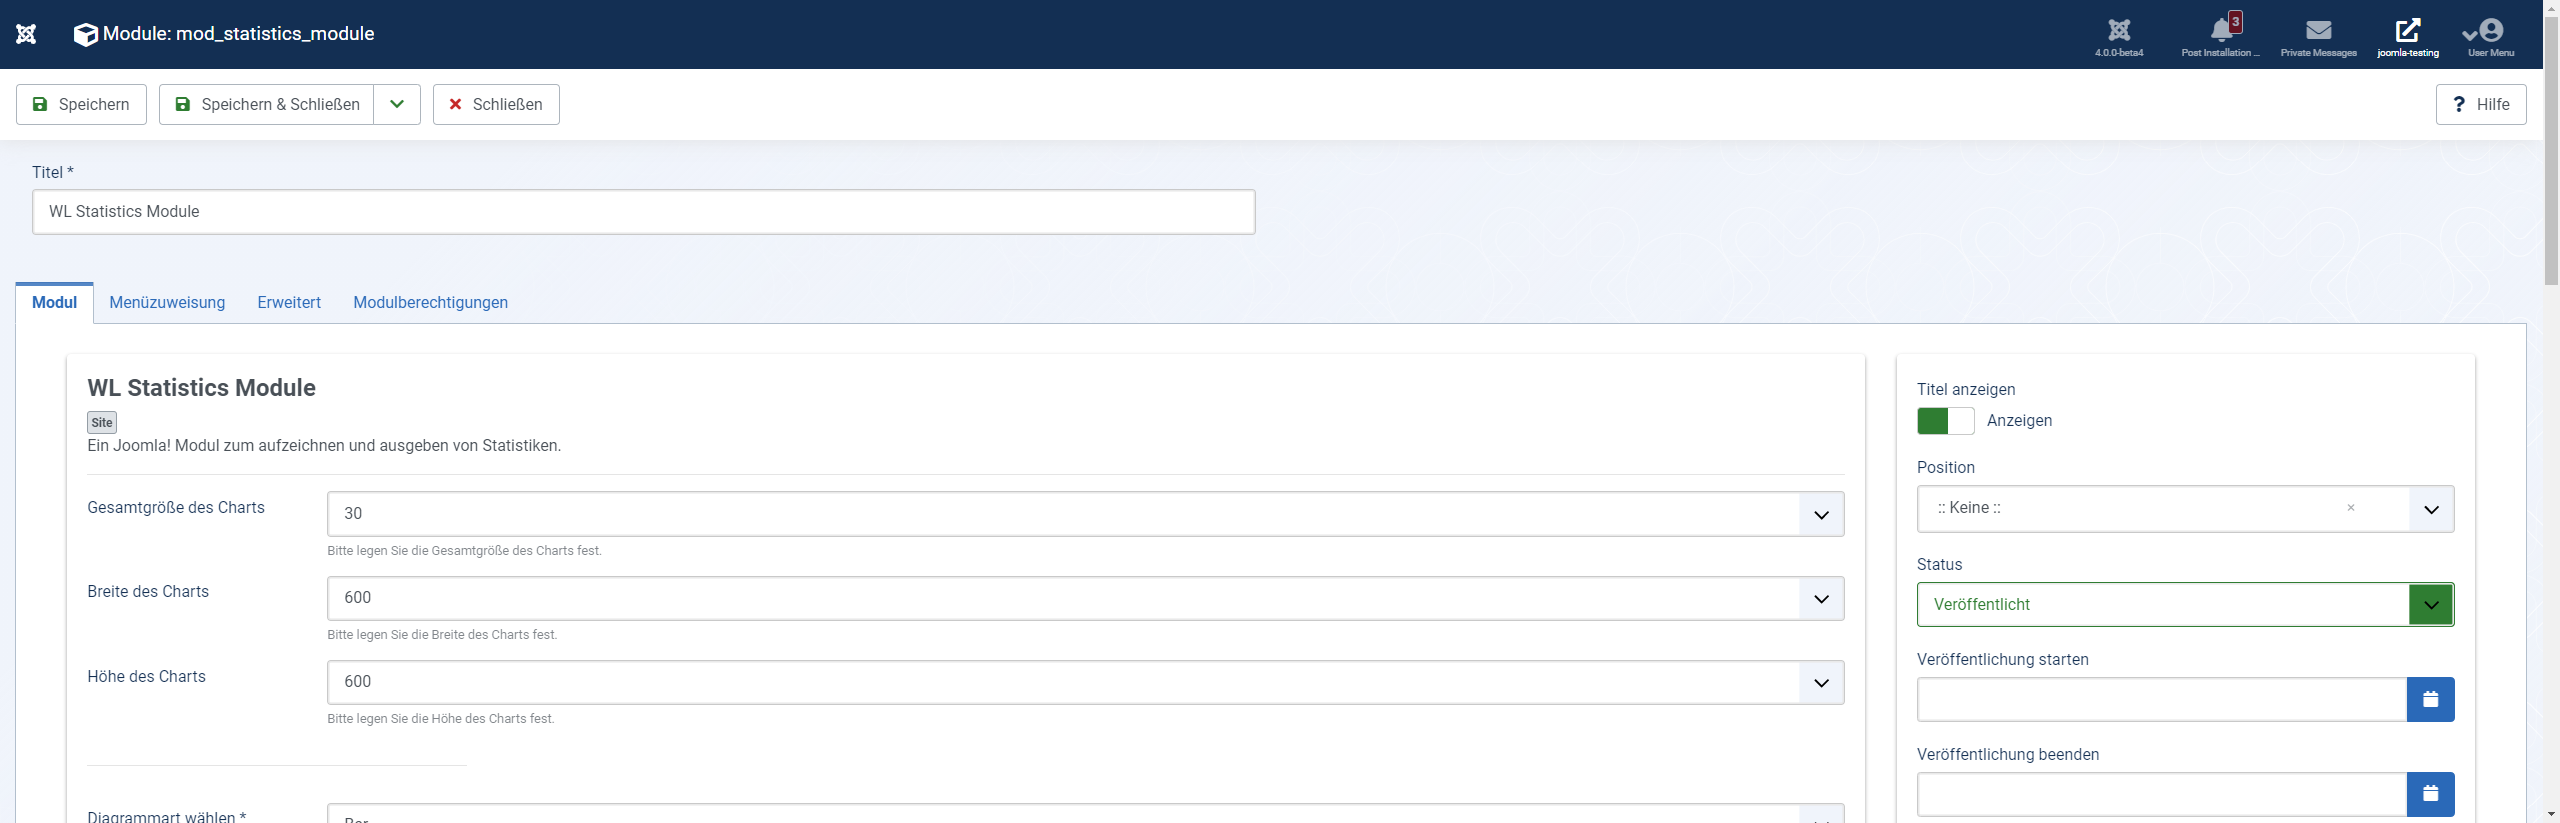 Module: mod_statistics_module
4.0.0-beta4
3
Post Installation ...
Private Messages
joomla-testing
User Menu
Speichern
Speichern & Schließen
Schließen
? Hilfe
Titel *
WL Statistics Module
Modul
Menüzuweisung
Erweitert
Modulberechtigungen
WL Statistics Module
Site
Ein Joomla! Modul zum aufzeichnen und ausgeben von Statistiken.
Gesamtgröße des Charts
30
Bitte legen Sie die Gesamtgröße des Charts fest.
Breite des Charts
600
Bitte legen Sie die Breite des Charts fest.
Höhe des Charts
600
Bitte legen Sie die Höhe des Charts fest.
Diagrammart wählen *
Titel anzeigen
Anzeigen
Position
:: Keine ::
×
Status
Veröffentlicht
Veröffentlichung starten
Veröffentlichung beenden